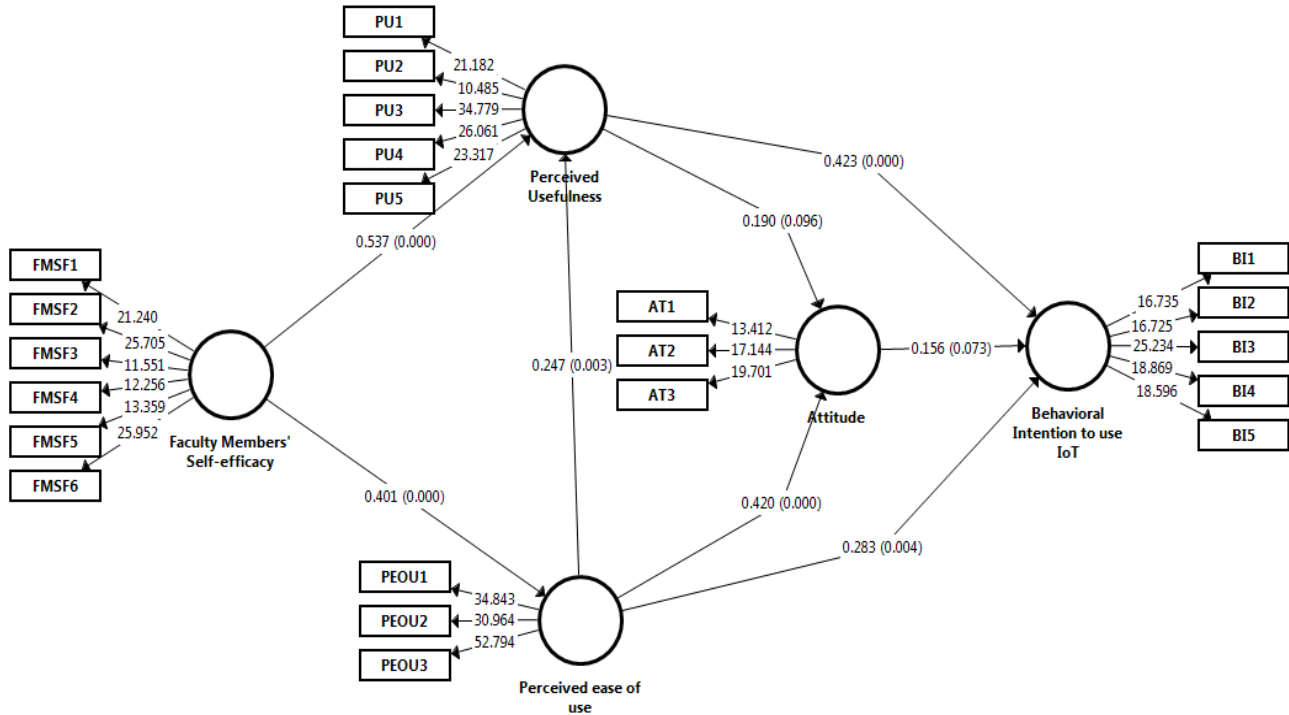 PU1
PU2
PU3
PU4
PU5
21.182
10.485
34.779
26.061
23.317
Perceived
Usefulness
0.423 (0.000)
0.190 (0.096)
0.537 (0.000)
FMSF1
FMSF2
FMSF3
FMSF4
FMSF5
FMSF6
21.240
25.705
11.551
12.256
13.359
25.952
Faculty Members'
Self-efficacy
0.247 (0.003)
AT1
AT2
AT3
13.412
17.144
19.701
Attitude
0.156 (0.073)
Behavioral
Intention to use
IoT
16.735
16.725
25.234
18.869
18.596
BI1
BI2
BI3
BI4
BI5
0.401 (0.000)
0.420 (0.000)
0.283 (0.004)
PEOU1
PEOU2
PEOU3
34.843
30.964
52.794
Perceived ease of
use